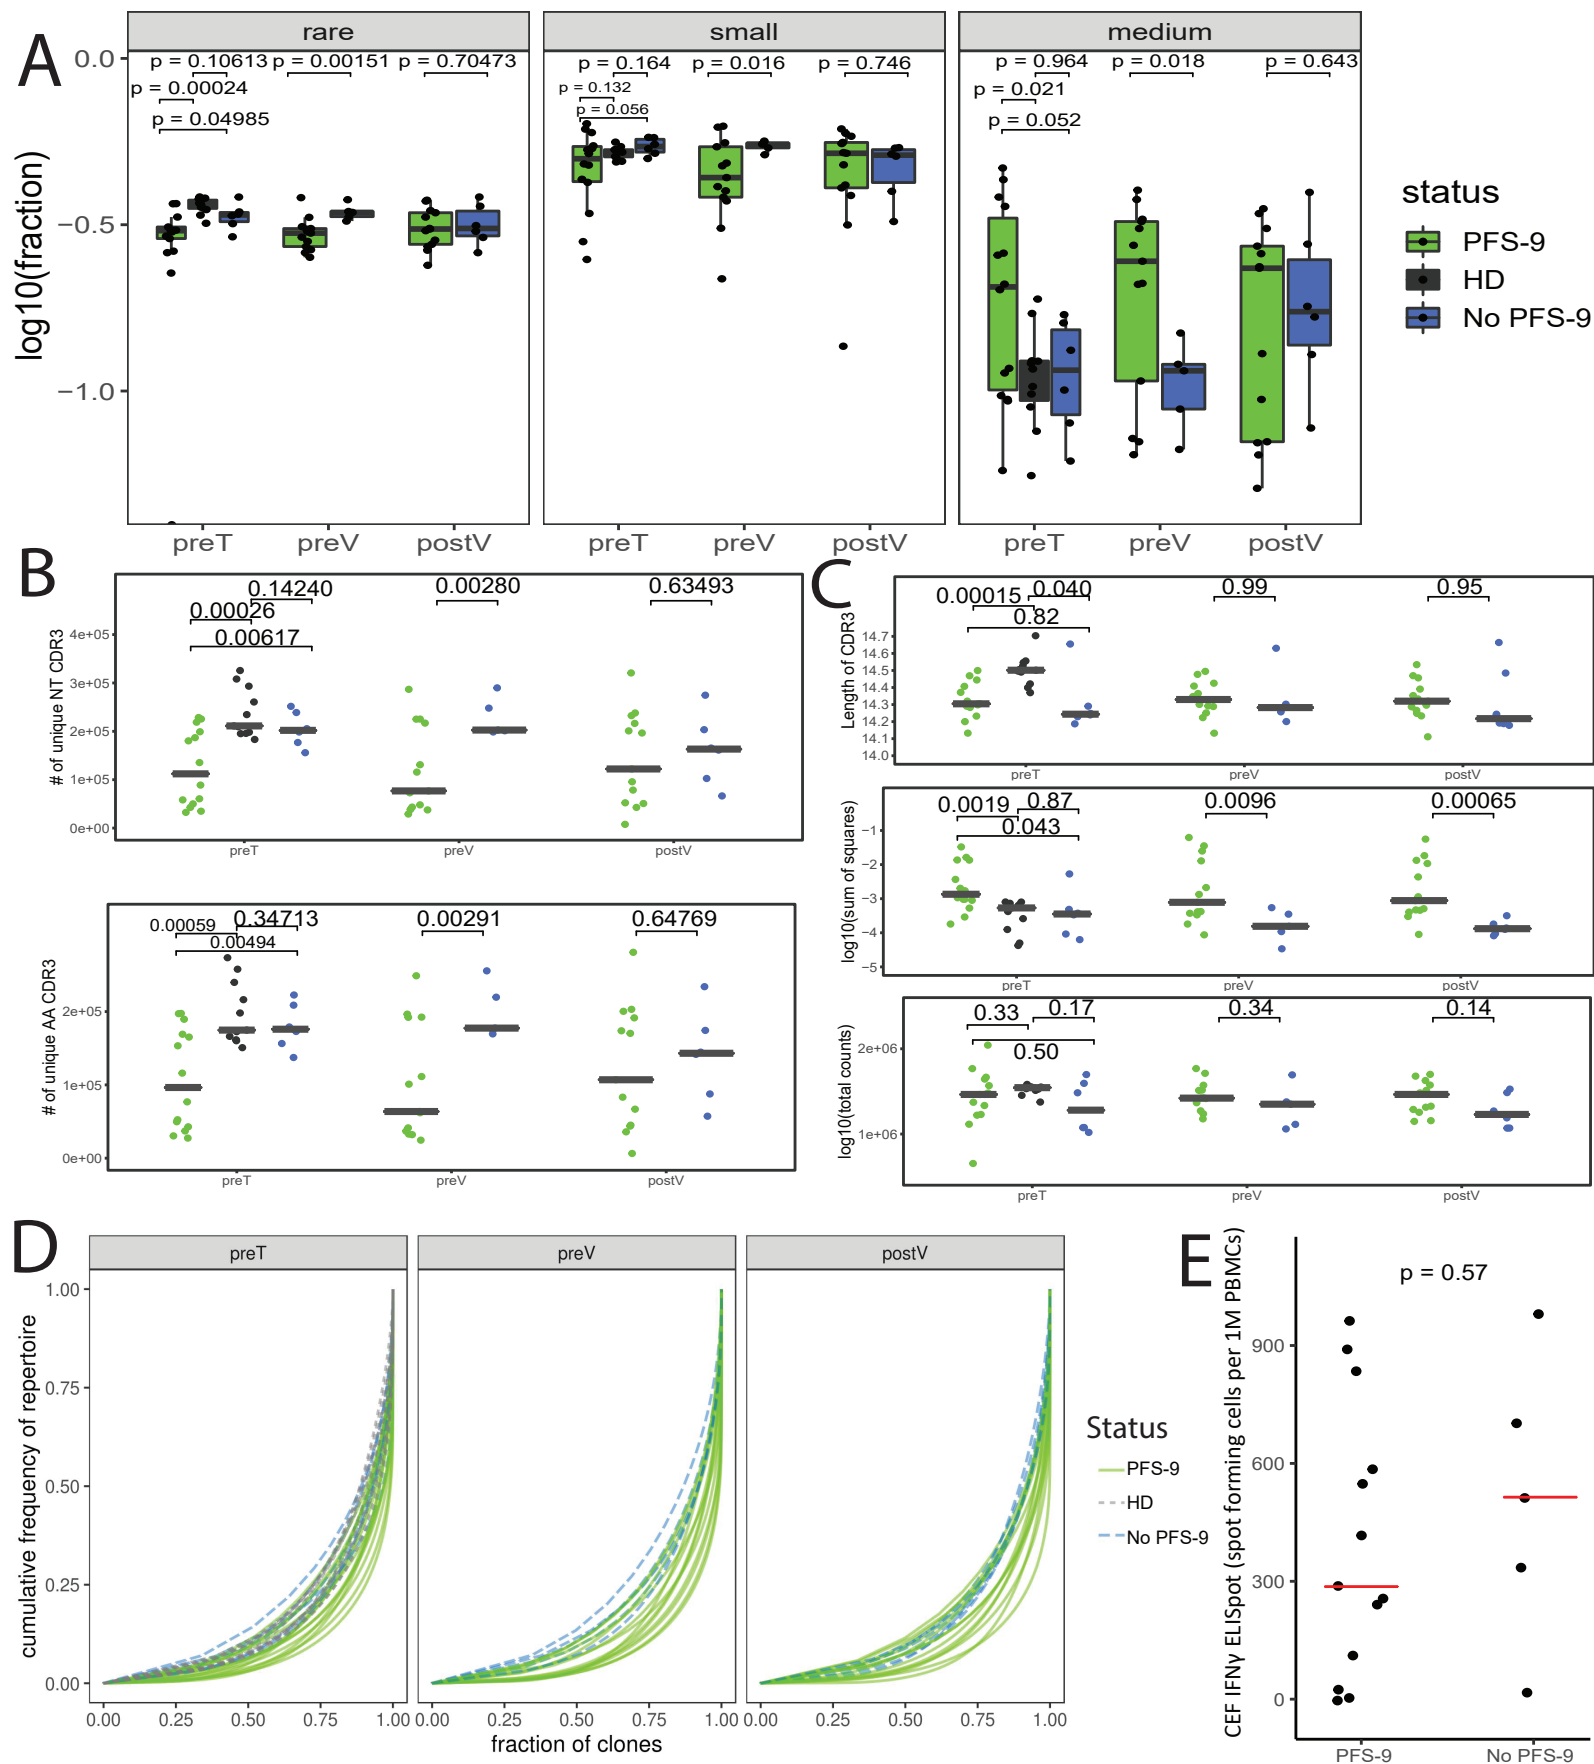 A
rare
small
medium
p = 0.10613
p = 0.00151
p = 0.70473
p = 0.00024
p = 0.04985
p = 0.164
p = 0.016
p = 0.746
p = 0.132
p = 0.056
p = 0.964
p = 0.018
p = 0.643
p = 0.021
p = 0.052
log10(fraction)
0.0
−0.5
−1.0
preT
preV
postV
preT
preV
postV
preT
preV
postV
status
PFS-9
HD
No PFS-9
B
# of unique NT CDR3
4e+05
3e+05
2e+05
1e+05
0e+00
0.14240
0.00026
0.00617
0.00280
0.63493
preT
preV
postV
# of unique AA CDR3
2e+05
1e+05
0e+00
0.00059
0.34713
0.00494
0.00291
0.64769
preT
preV
postV
C
Length of CDR3
14.7
14.6
14.5
14.4
14.3
14.2
14.1
14.0
0.00015
0.040
0.82
0.99
0.95
preT
preV
postV
log10(sum of squares)
−1
−2
−3
−4
−5
0.0019
0.87
0.043
0.0096
0.00065
preT
preV
postV
log10(total counts)
2e+06
1e+06
0.33
0.17
0.50
0.34
0.14
preT
preV
postV
D
preT
preV
postV
cumulative frequency of repertoire
1.00
0.75
0.50
0.25
0.00
0.00 0.25 0.50 0.75 1.00
0.00 0.25 0.50 0.75 1.00
0.00 0.25 0.50 0.75 1.00
fraction of clones
Status
PFS-9
HD
No PFS-9
E
CEF IFNγ ELISpot (spot forming cells per 1M PBMCs)
p = 0.57
900
600
300
0
PFS-9
No PFS-9